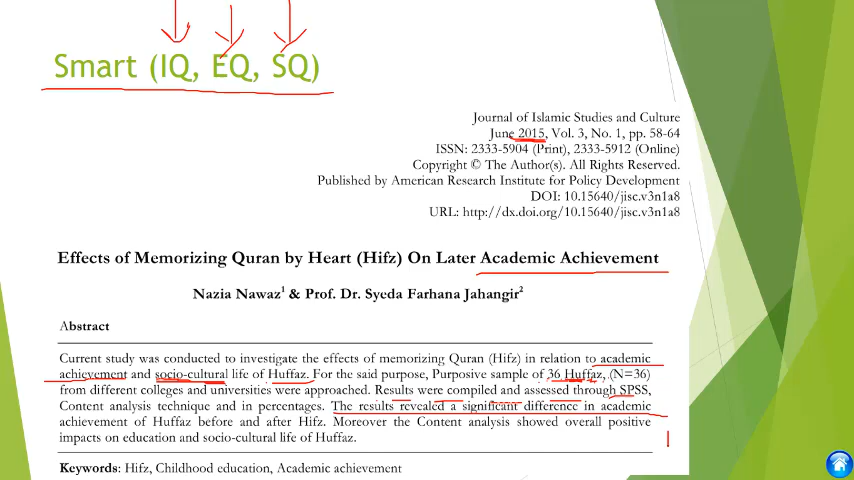 Smart (IQ, EQ, SQ)
Journal of Islamic Studies and Culture
June 2015, Vol. 3, No. 1, pp. 58-64
ISSN: 2333-5904 (Print), 2333-5912 (Online)
Copyright © The Author(s). All Rights Reserved.
Published by American Research Institute for Policy Development
DOI: 10.15640/jisc.v3n1a8
URL: http://dx.doi.org/10.15640/jisc.v3n1a8
Effects of Memorizing Quran by Heart (Hifz) On Later Academic Achievement
Nazia Nawaz1 & Prof. Dr. Syeda Farhana Jahangir2
Abstract
Current study was conducted to investigate the effects of memorizing Quran (Hifz) in relation to academic
achievement and socio-cultural life of Huffaz. For the said purpose, Purposive sample of 36 Huffaz, (N=36)
from different colleges and universities were approached. Results were compiled and assessed through SPSS,
Content analysis technique and in percentages. The results revealed a significant difference in academic
achievement of Huffaz before and after Hifz. Moreover the Content analysis showed overall positive
impacts on education and socio-cultural life of Huffaz.
Keywords: Hifz, Childhood education, Academic achievement